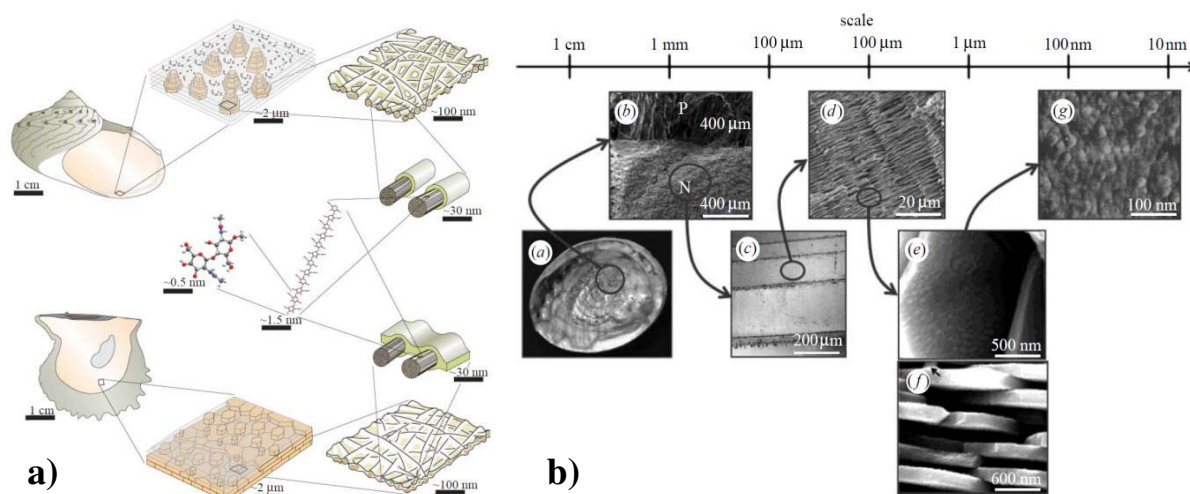 ~2 μm
~100 nm
1 cm
~30 nm
~0.5 nm
~1.5 nm
~30 nm
1 cm
~2 μm
~100 nm
a)
scale
1 cm
1 mm
100 μm
100 μm
1 μm
100 nm
10 nm
(b)
P
400 μm
N
400 μm
(d)
20 μm
(g)
100 nm
(a)
(c)
200 μm
(e)
500 nm
(f)
600 nm
b)